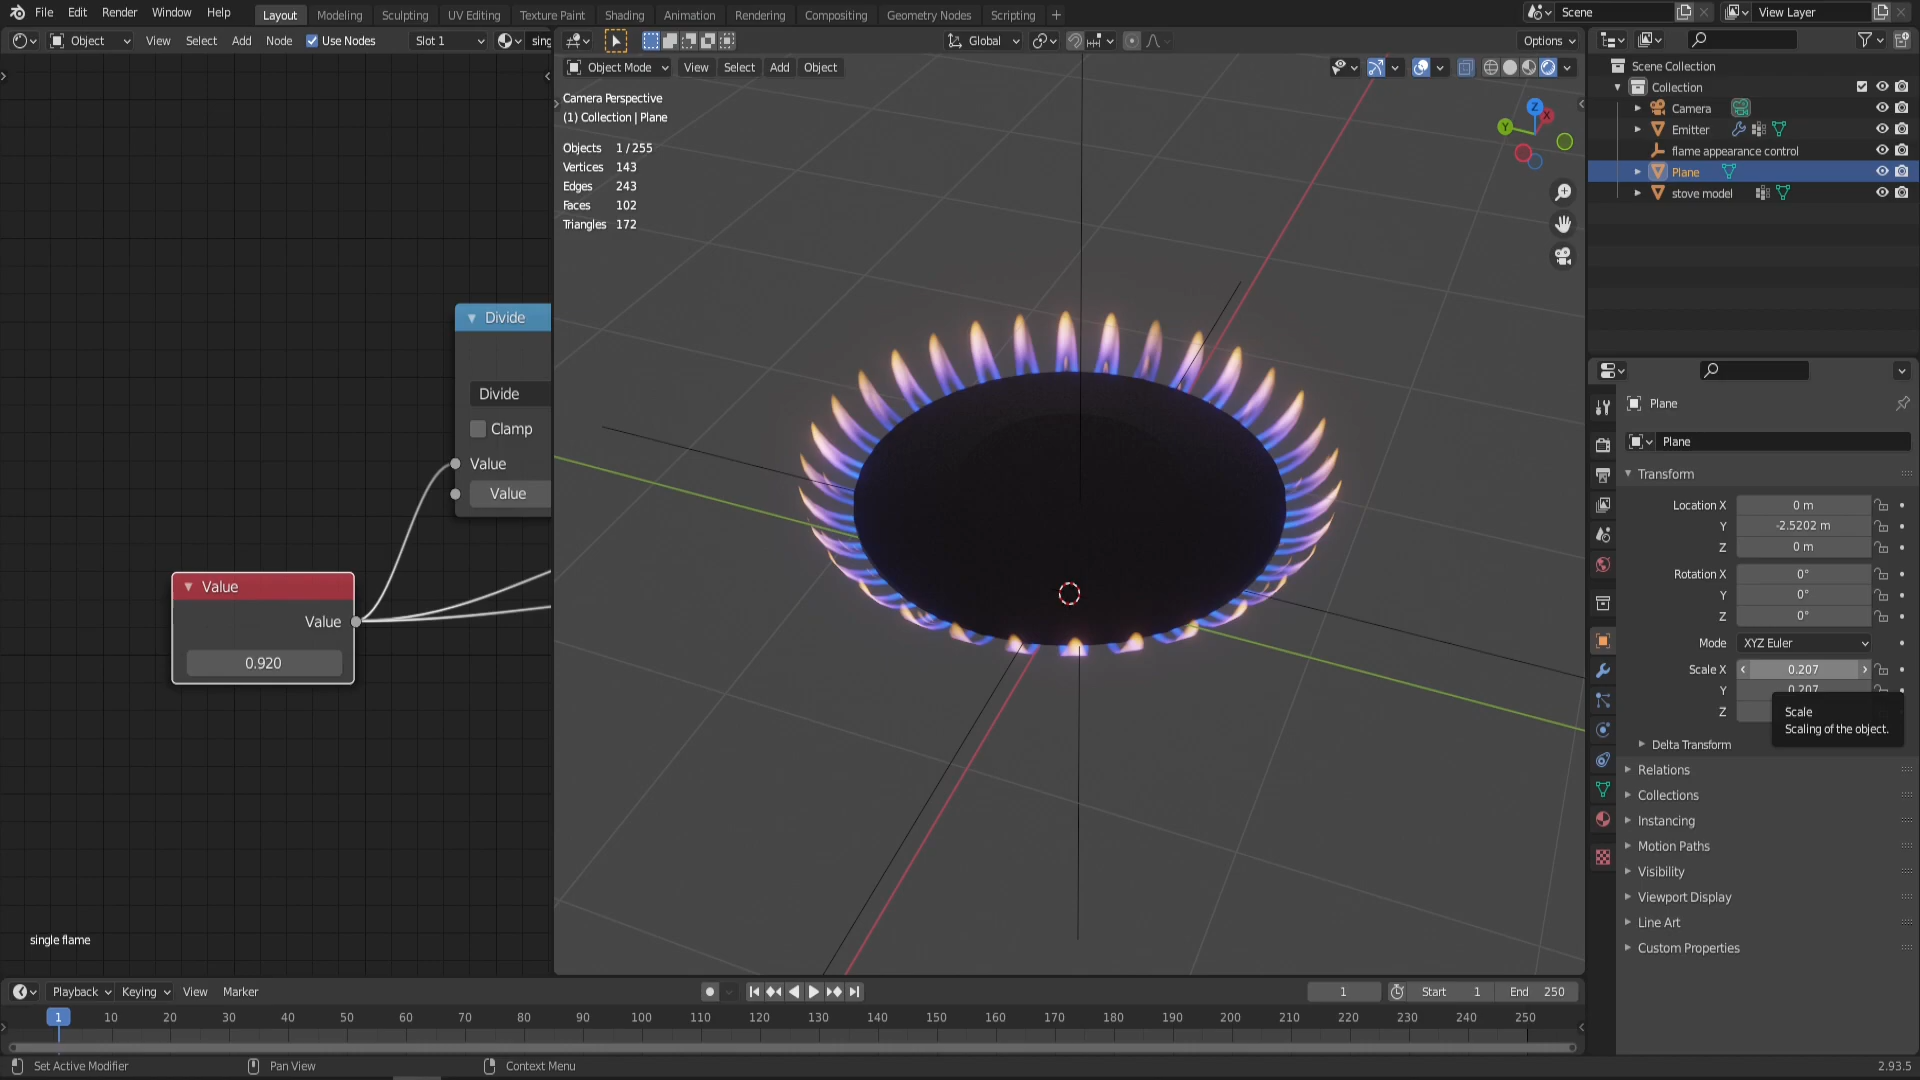 File Edit Render Window Help Layout Modeling Sculpting UV Editing Texture Paint Shading Animation Rendering Compositing Geometry Nodes Scripting + Scene View Layer
Object View Select Add Node Use Nodes Slot 1 Global Options
Object Mode View Select Add Object
Camera Perspective
(1) Collection | Plane
Objects 1 / 255
Vertices 143
Edges 243
Faces 102
Triangles 172
Z
X
Y
Divide
Divide
Clamp
Value
Value
Value
Value
0.920
single flame
Scene Collection
Collection
Camera
Emitter
flame appearance control
Plane
stove model
Plane
Plane
Transform
Location X 0 m
Y -2.5202 m
Z 0 m
Rotation X 0°
Y 0°
Z 0°
Mode XYZ Euler
Scale X 0.207
Y 0.207
Z
Scale
Scaling of the object.
Delta Transform
Relations
Collections
Instancing
Motion Paths
Visibility
Viewport Display
Line Art
Custom Properties
Playback Keying View Marker 1 Start 1 End 250
1 10 20 30 40 50 60 70 80 90 100 110 120 130 140 150 160 170 180 190 200 210 220 230 240 250
Set Active Modifier Pan View Context Menu 2.93.5